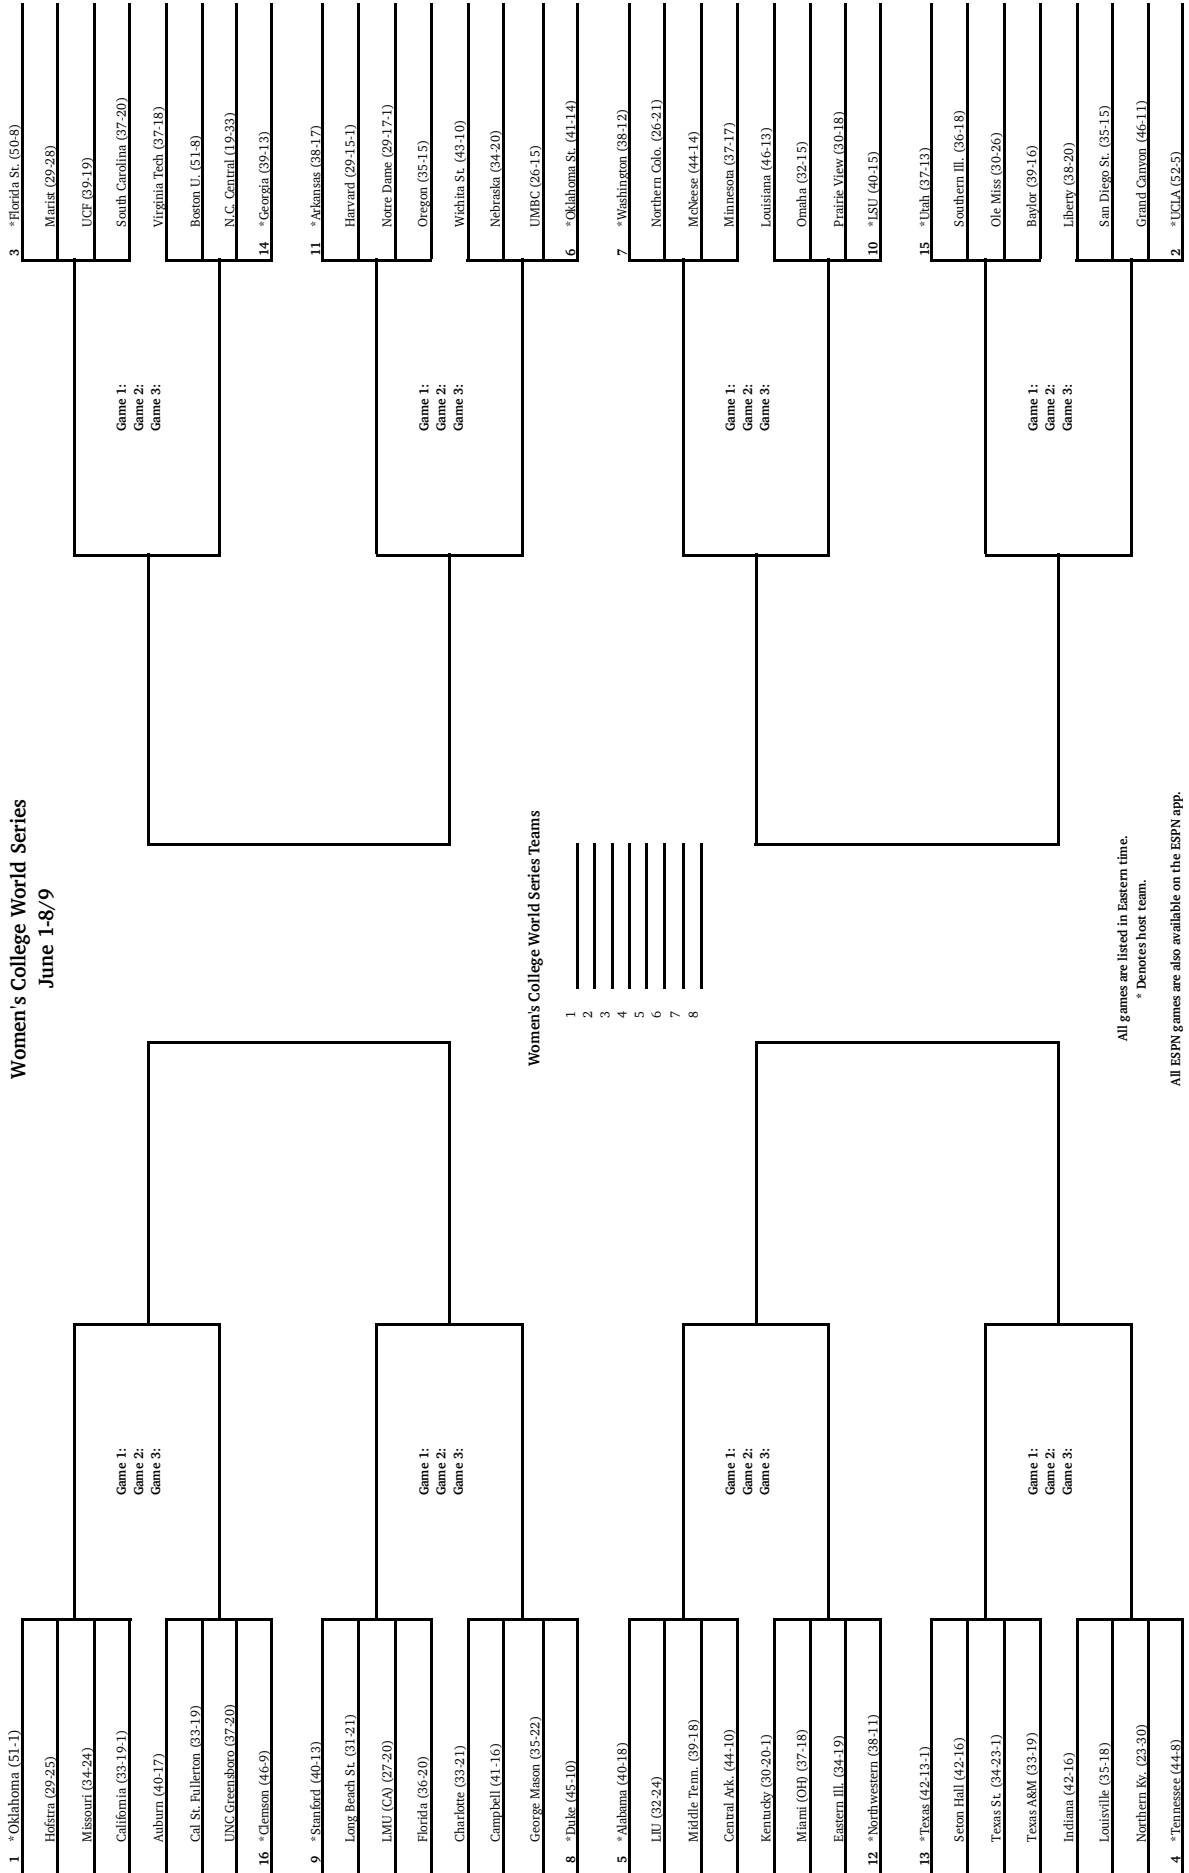 Women's College World Series
June 1-8/9
1 *Oklahoma (51-1)
Hofstra (29-25)
Missouri (34-24)
California (33-19-1)
Auburn (40-17)
Cal St. Fullerton (33-19)
UNC Greensboro (37-20)
16 *Clemson (46-9)
Game 1:
Game 2:
Game 3:
9 *Stanford (40-13)
Long Beach St. (31-21)
LMU (CA) (27-20)
Florida (36-20)
Charlotte (33-21)
Campbell (41-16)
George Mason (35-22)
8 *Duke (45-10)
Game 1:
Game 2:
Game 3:
5 *Alabama (40-18)
LIU (32-24)
Middle Tenn. (39-18)
Central Ark. (44-10)
Kentucky (30-20-1)
Miami (OH) (37-18)
Eastern Ill. (34-19)
12 *Northwestern (38-11)
Game 1:
Game 2:
Game 3:
13 *Texas (42-13-1)
Seton Hall (42-16)
Texas St. (34-23-1)
Texas A&M (33-19)
Indiana (42-16)
Louisville (35-18)
Northern Ky. (23-30)
4 *Tennessee (44-8)
Game 1:
Game 2:
Game 3:
Women's College World Series Teams
1
2
3
4
5
6
7
8
3 *Florida St. (50-8)
Marist (29-28)
UCF (39-19)
South Carolina (37-20)
Virginia Tech (37-18)
Boston U. (51-8)
N.C. Central (19-33)
14 *Georgia (39-13)
Game 1:
Game 2:
Game 3:
11 *Arkansas (38-17)
Harvard (29-15-1)
Notre Dame (29-17-1)
Oregon (35-15)
Wichita St. (43-10)
Nebraska (34-20)
UMBC (26-15)
6 *Oklahoma St. (41-14)
Game 1:
Game 2:
Game 3:
7 *Washington (38-12)
Northern Colo. (26-21)
McNeese (44-14)
Minnesota (37-17)
Louisiana (46-13)
Omaha (32-15)
Prairie View (30-18)
10 *LSU (40-15)
Game 1:
Game 2:
Game 3:
15 *Utah (37-13)
Southern Ill. (36-18)
Ole Miss (30-26)
Baylor (39-16)
Liberty (38-20)
San Diego St. (35-15)
Grand Canyon (46-11)
2 *UCLA (52-5)
Game 1:
Game 2:
Game 3:
All games are listed in Eastern time.
* Denotes host team.
All ESPN games are also available on the ESPN app.